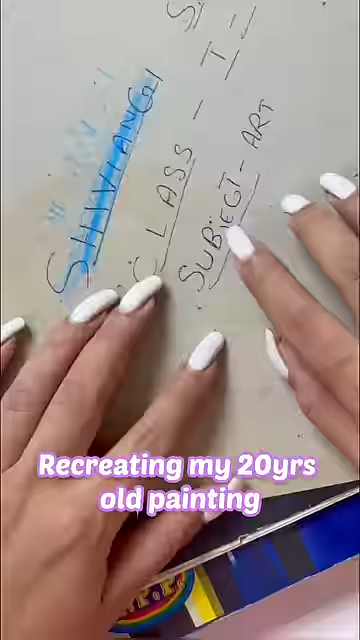 SHIVANGI
CLASS - I
SUBJECT - ART
Recreating my 20yrs
old painting